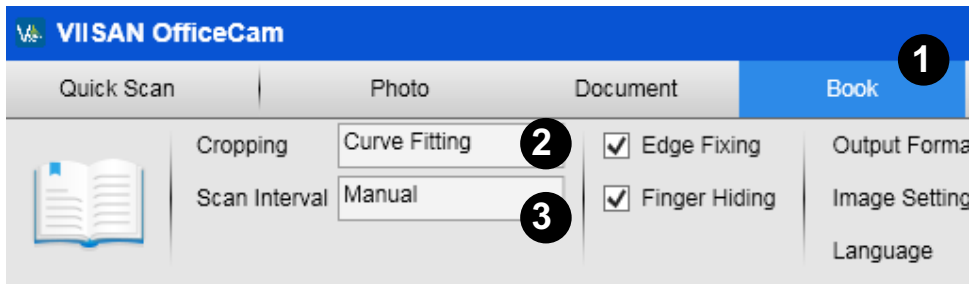 VIISAN OfficeCam
1
Quick Scan Photo Document Book
Cropping Curve Fitting 2 Edge Fixing Output Forma
Scan Interval Manual 3 Finger Hiding Image Setting
Language